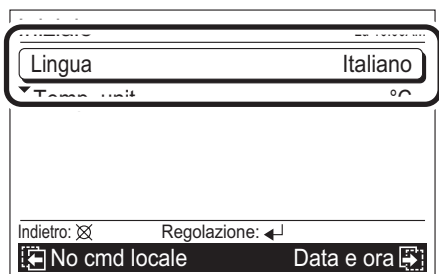 Lingua Italiano
Indietro: Regolazione:
No cmd locale Data e ora